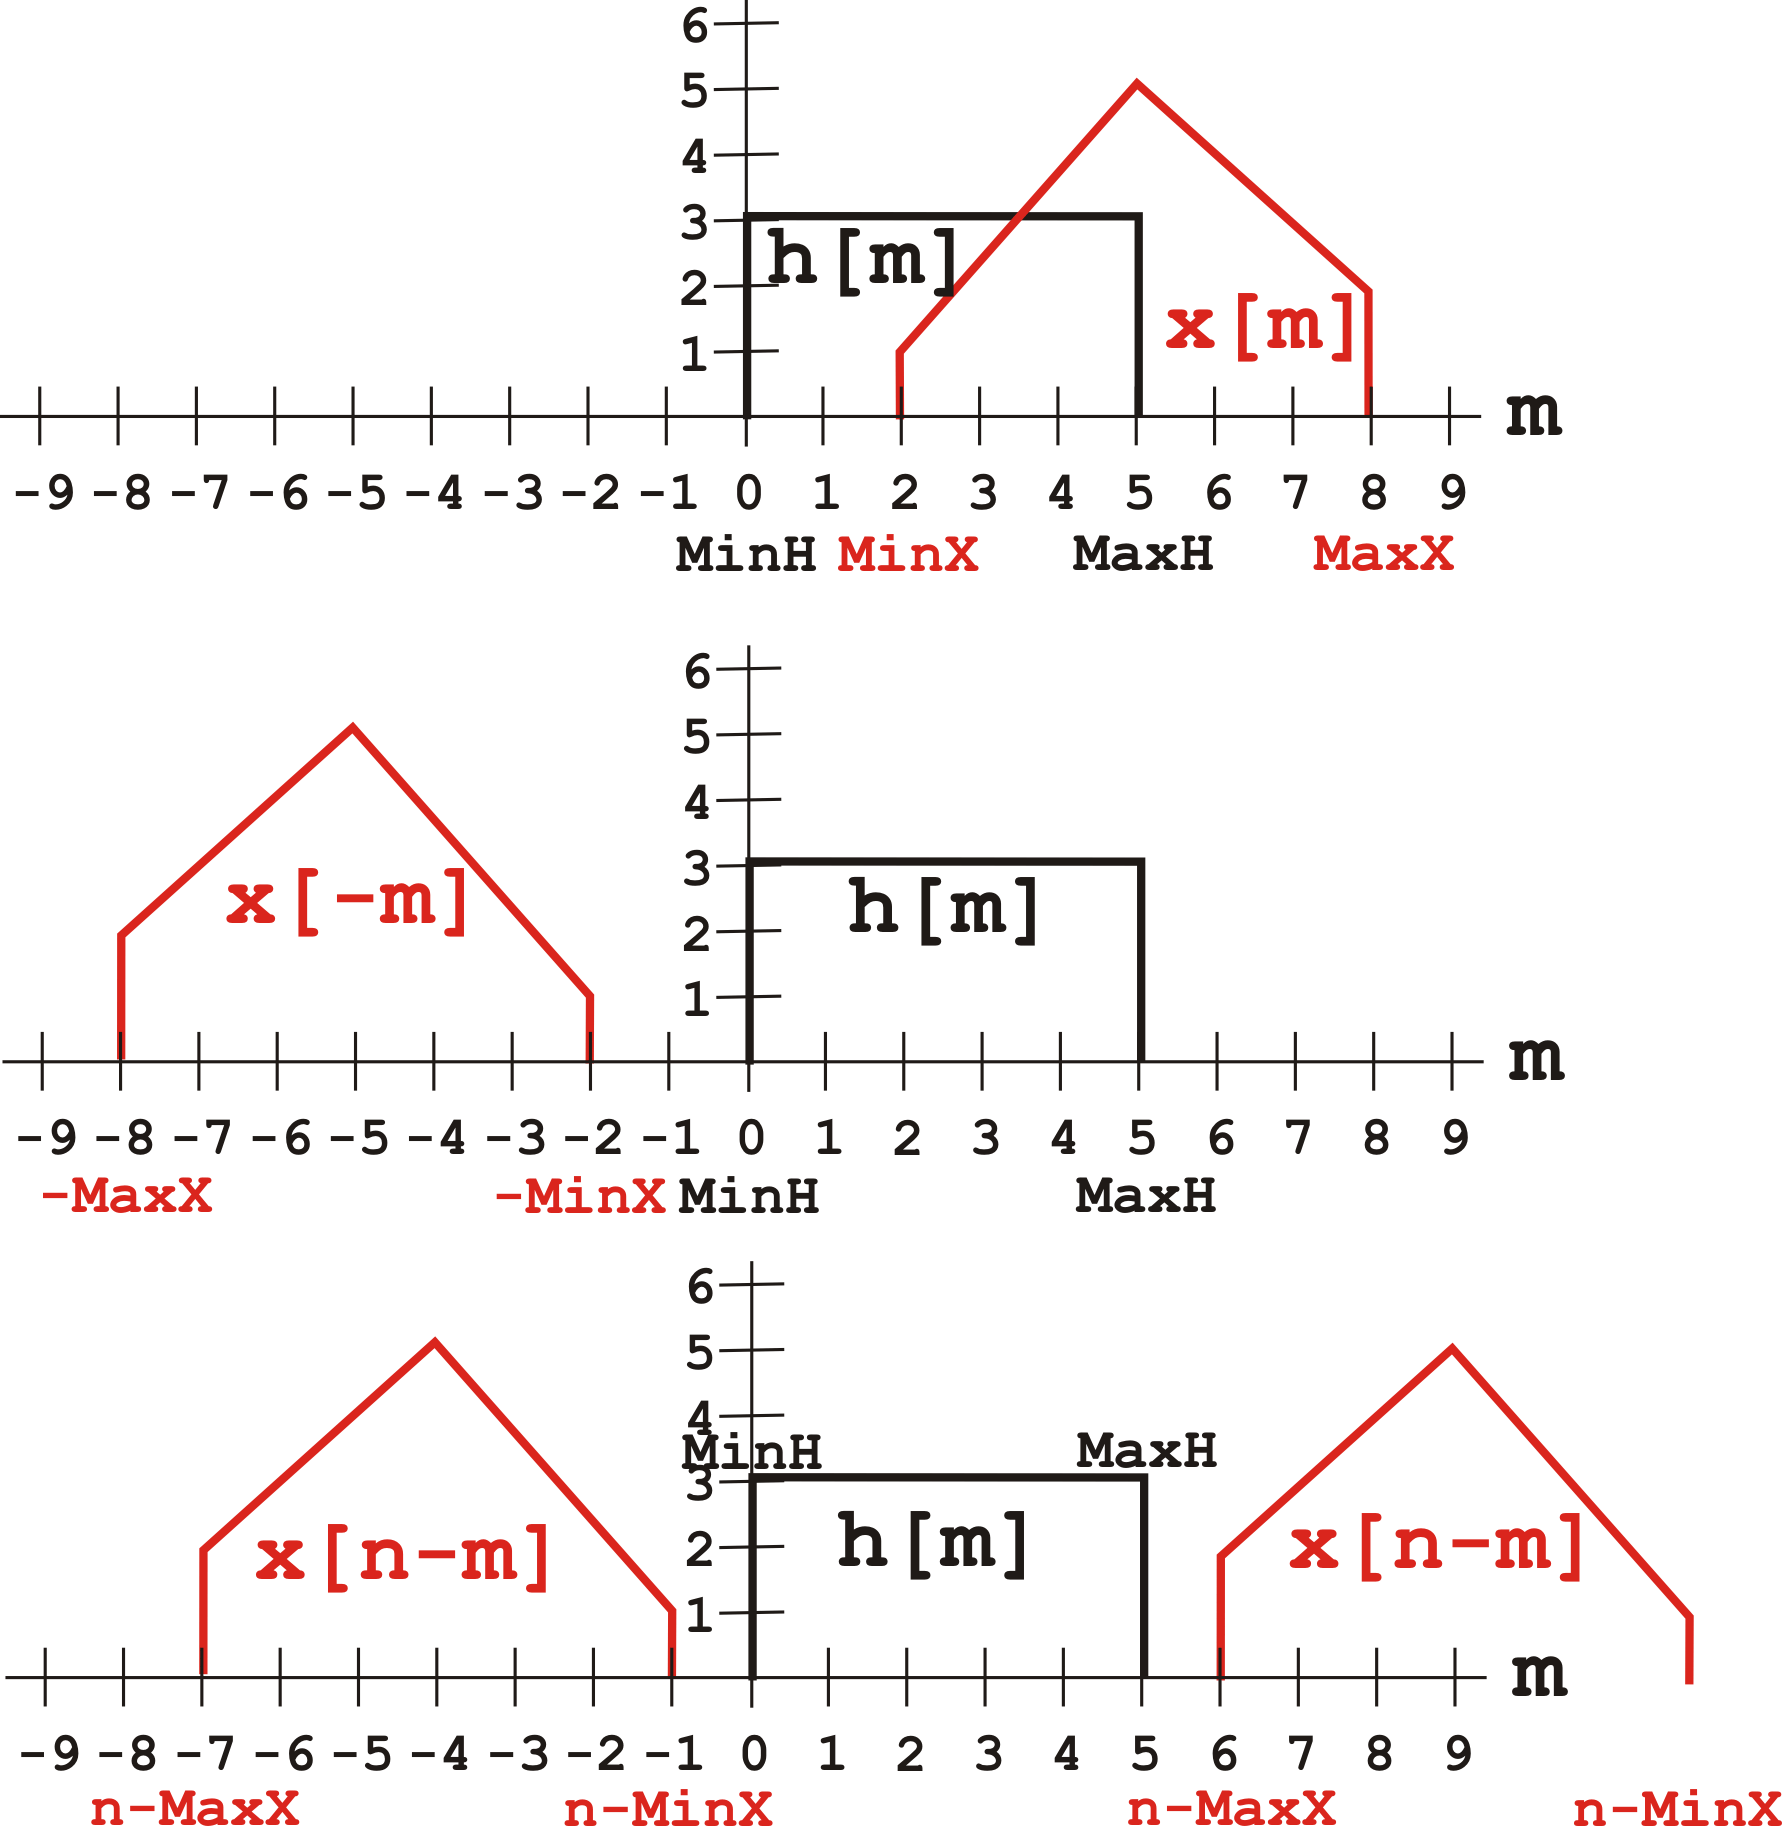 6
5
4
3
h[m]
2
x[m]
1
m
-9 -8 -7 -6 -5 -4 -3 -2 -1 0 1 2 3 4 5 6 7 8 9
MinH MinX MaxH MaxX
6
5
4
3
x[-m] h[m]
2
1
m
-9 -8 -7 -6 -5 -4 -3 -2 -1 0 1 2 3 4 5 6 7 8 9
-MaxX -MinX MinH MaxH
6
5
4
MinH MaxH
3
x[n-m] 2 h[m] x[n-m]
1
m
-9 -8 -7 -6 -5 -4 -3 -2 -1 0 1 2 3 4 5 6 7 8 9
n-MaxX n-MinX n-MaxX n-MinX